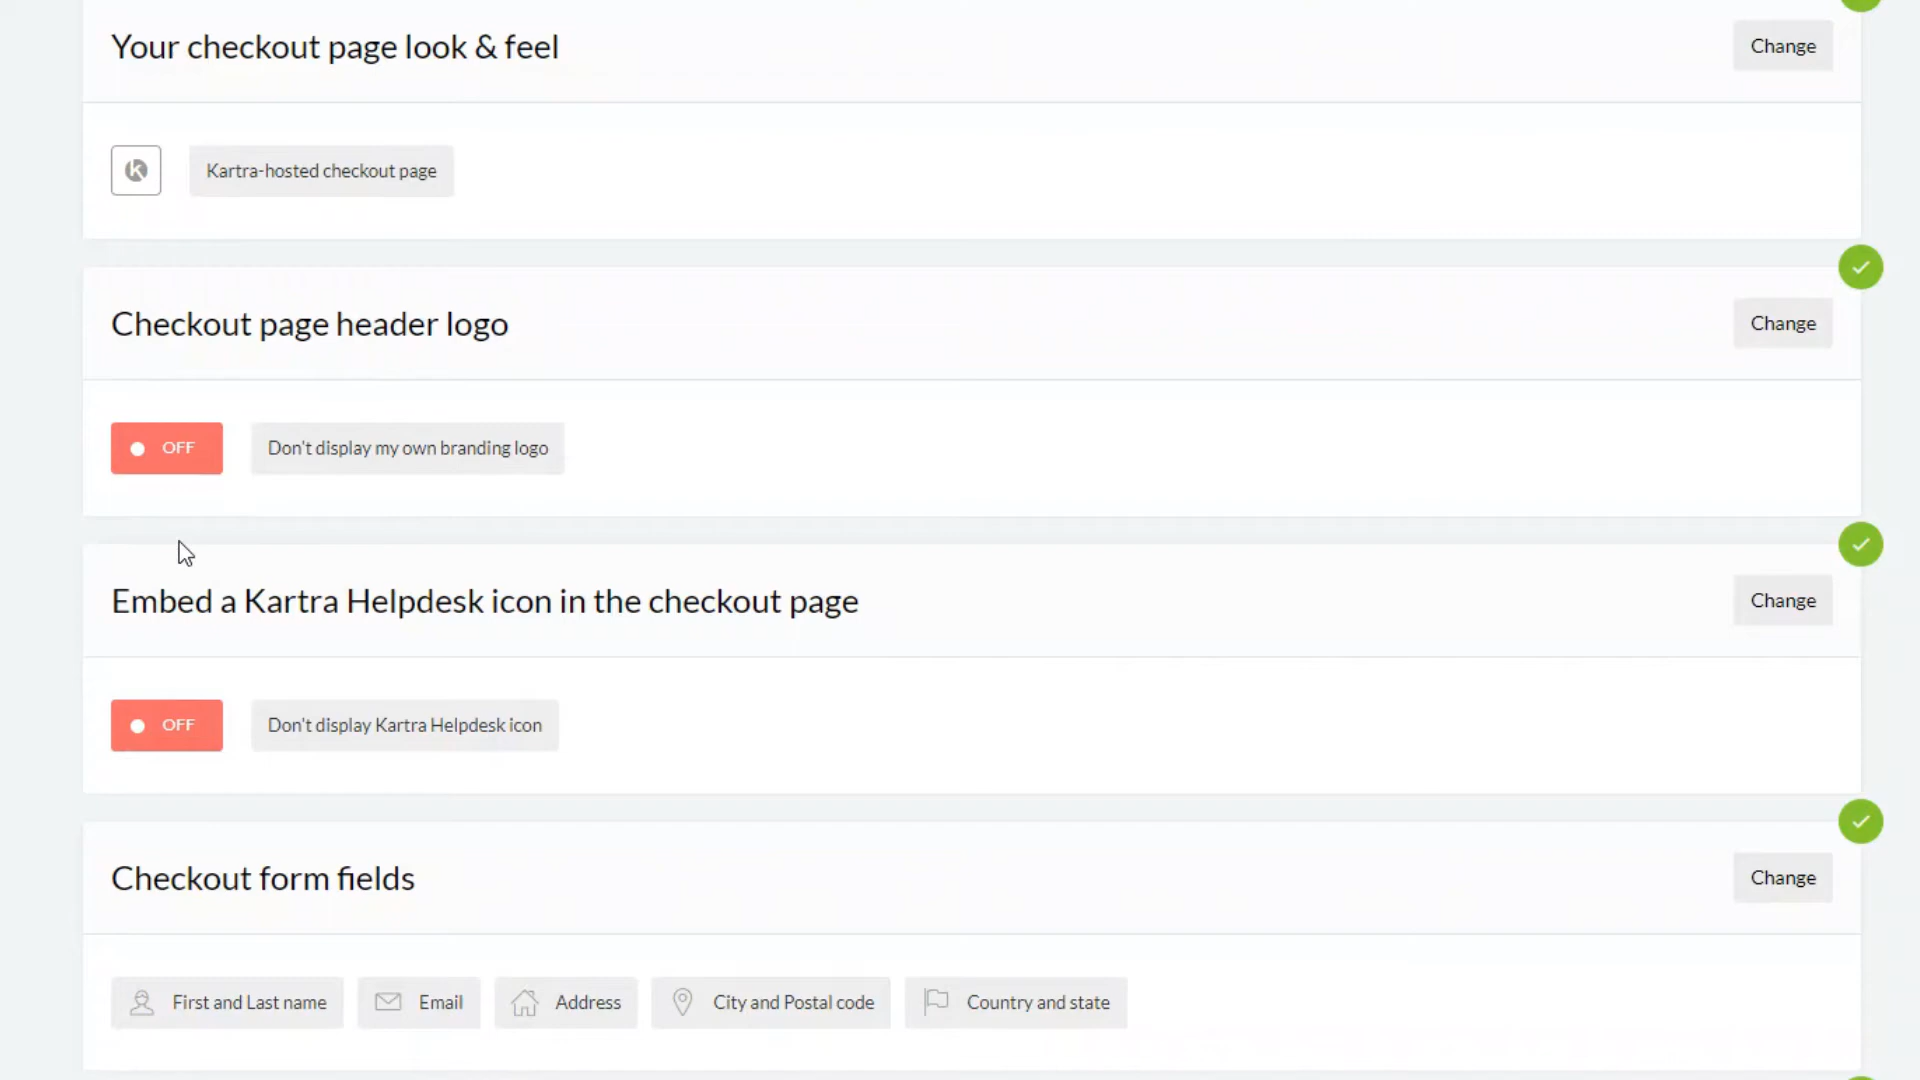 Your checkout page look & feel
Change
Kartra-hosted checkout page
Checkout page header logo
Change
OFF
Don't display my own branding logo
Embed a Kartra Helpdesk icon in the checkout page
Change
OFF
Don't display Kartra Helpdesk icon
Checkout form fields
Change
First and Last name
Email
Address
City and Postal code
Country and state